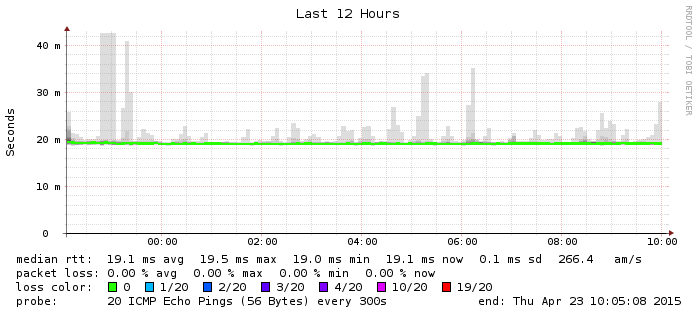 Last 12 Hours
RRDTOOL / TOBI OETIKER
Seconds
40 m
30 m
20 m
10 m
0
00:00 02:00 04:00 06:00 08:00 10:00
median rtt: 19.1 ms avg 19.5 ms max 19.0 ms min 19.1 ms now 0.1 ms sd 266.4 am/s
packet loss: 0.00 % avg 0.00 % max 0.00 % min 0.00 % now
loss color: 0 1/20 2/20 3/20 4/20 10/20 19/20
probe: 20 ICMP Echo Pings (56 Bytes) every 300s end: Thu Apr 23 10:05:08 2015